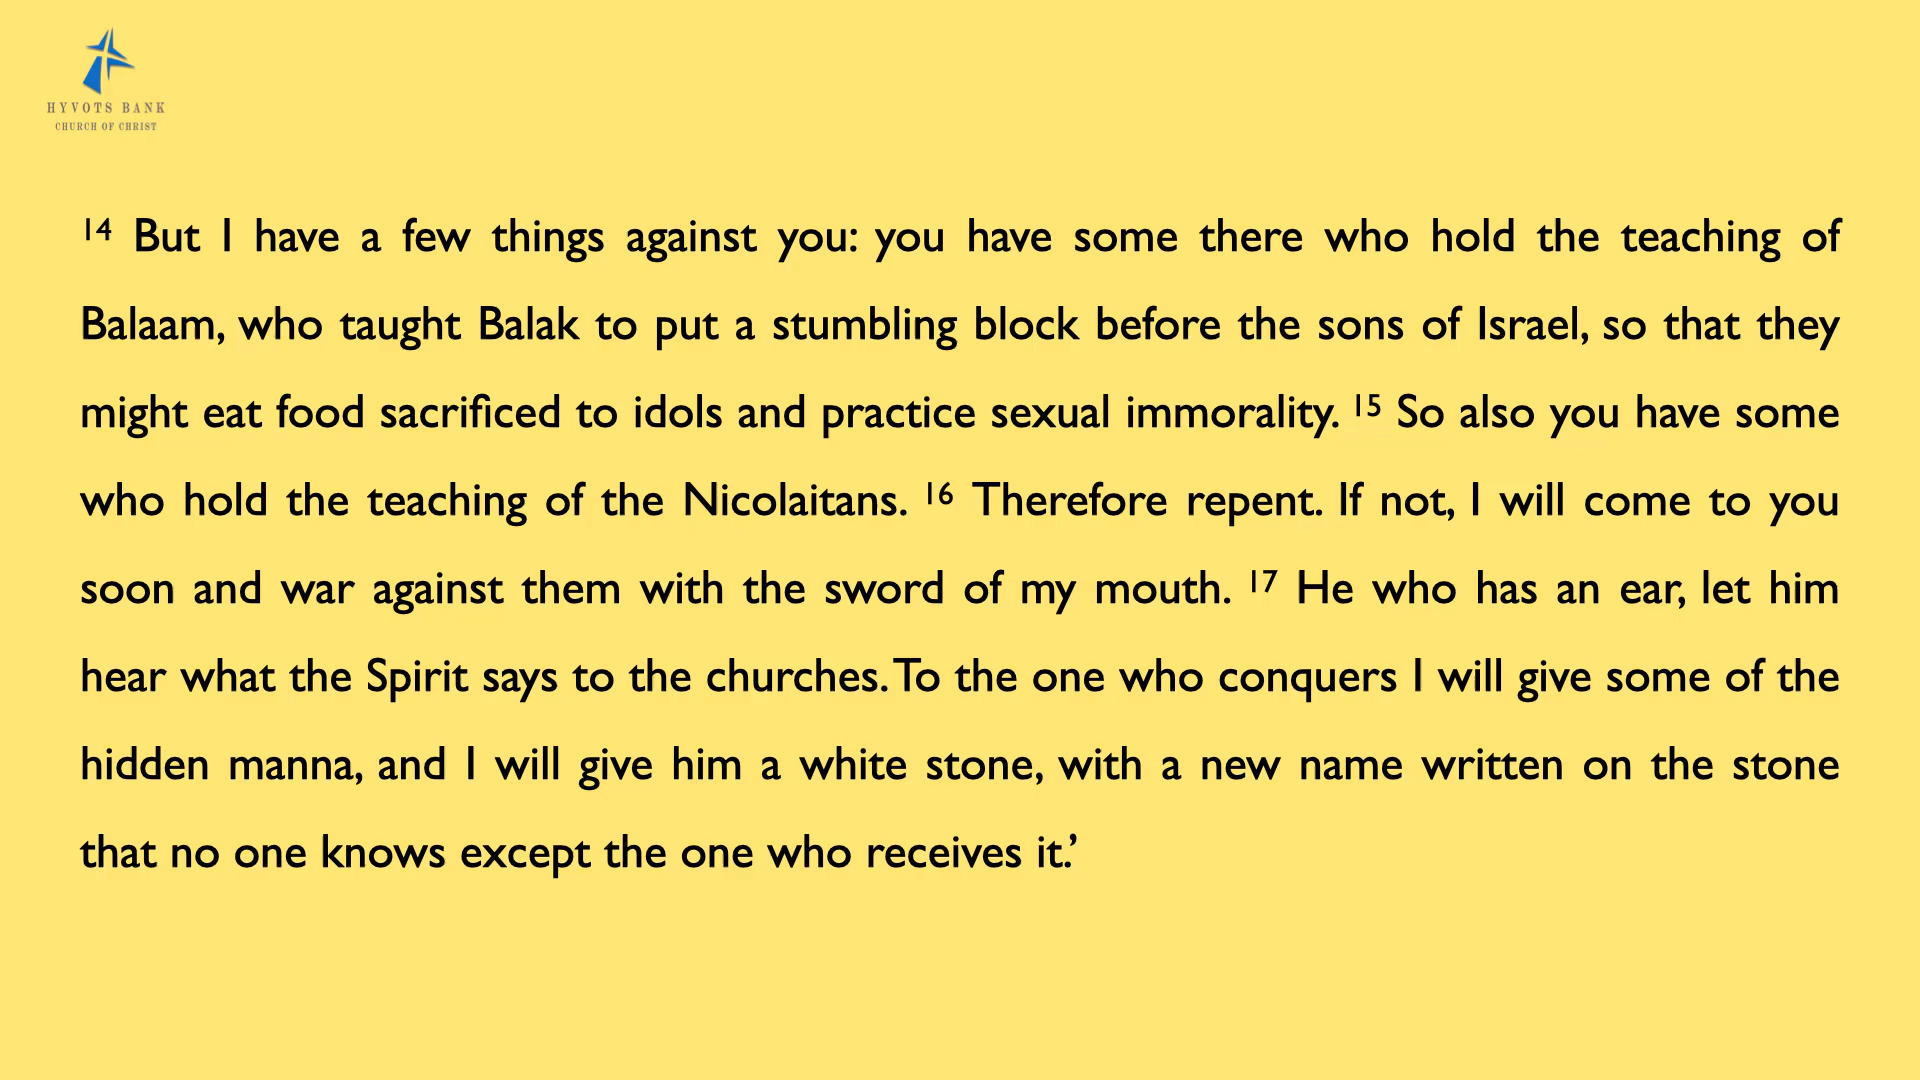 HYVOTS BANK
CHURCH OF CHRIST
¹⁴ But I have a few things against you: you have some there who hold the teaching of
Balaam, who taught Balak to put a stumbling block before the sons of Israel, so that they
might eat food sacrificed to idols and practice sexual immorality. ¹⁵ So also you have some
who hold the teaching of the Nicolaitans. ¹⁶ Therefore repent. If not, I will come to you
soon and war against them with the sword of my mouth. ¹⁷ He who has an ear, let him
hear what the Spirit says to the churches. To the one who conquers I will give some of the
hidden manna, and I will give him a white stone, with a new name written on the stone
that no one knows except the one who receives it.’